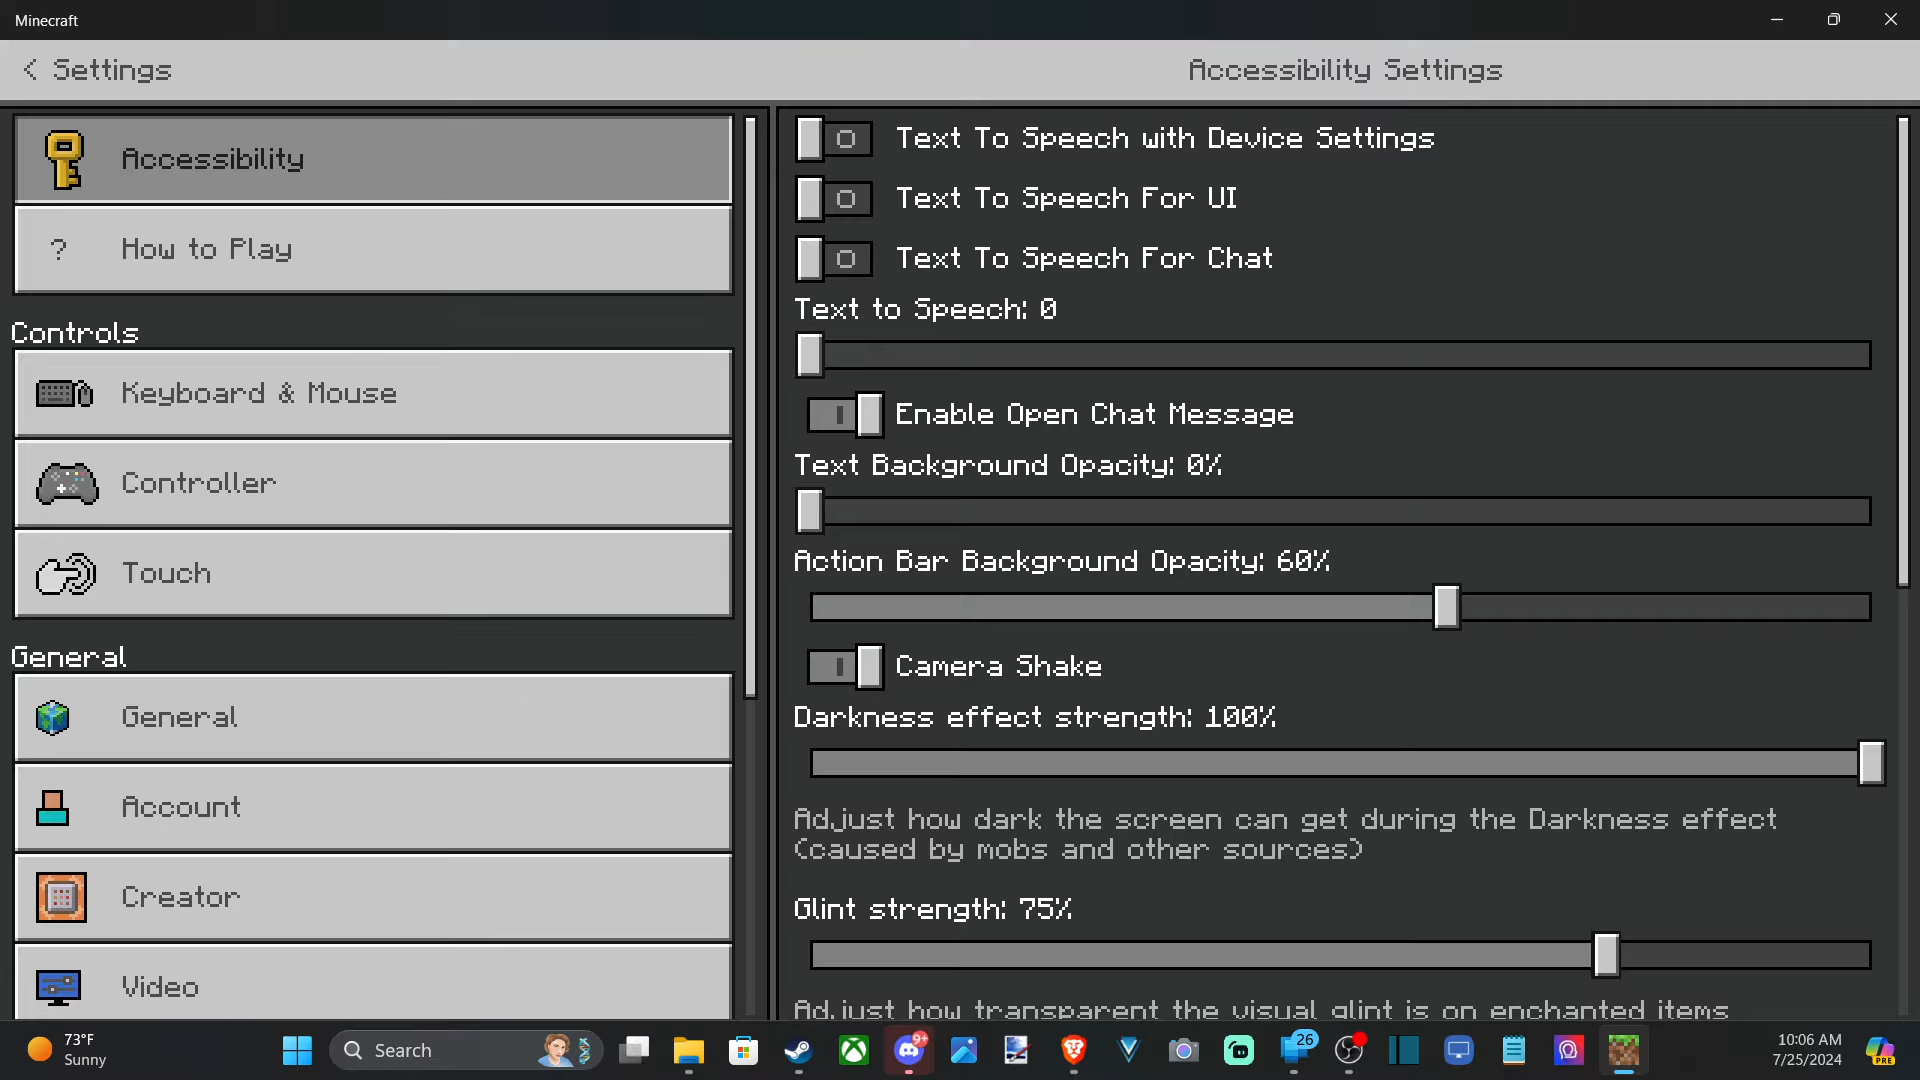 Minecraft
Settings
Accessibility Settings
Accessibility
? How to Play
Controls
Keyboard & Mouse
Controller
Touch
General
General
Account
Creator
Video
Text To Speech with Device Settings
Text To Speech For UI
Text To Speech For Chat
Text to Speech: 0
Enable Open Chat Message
Text Background Opacity: 0%
Action Bar Background Opacity: 60%
Camera Shake
Darkness effect strength: 100%
Adjust how dark the screen can get during the Darkness effect
(caused by mobs and other sources)
Glint strength: 75%
Adjust how transparent the visual glint is on enchanted items
73°F
Sunny
Search
9+
26
10:06 AM
7/25/2024
PRE